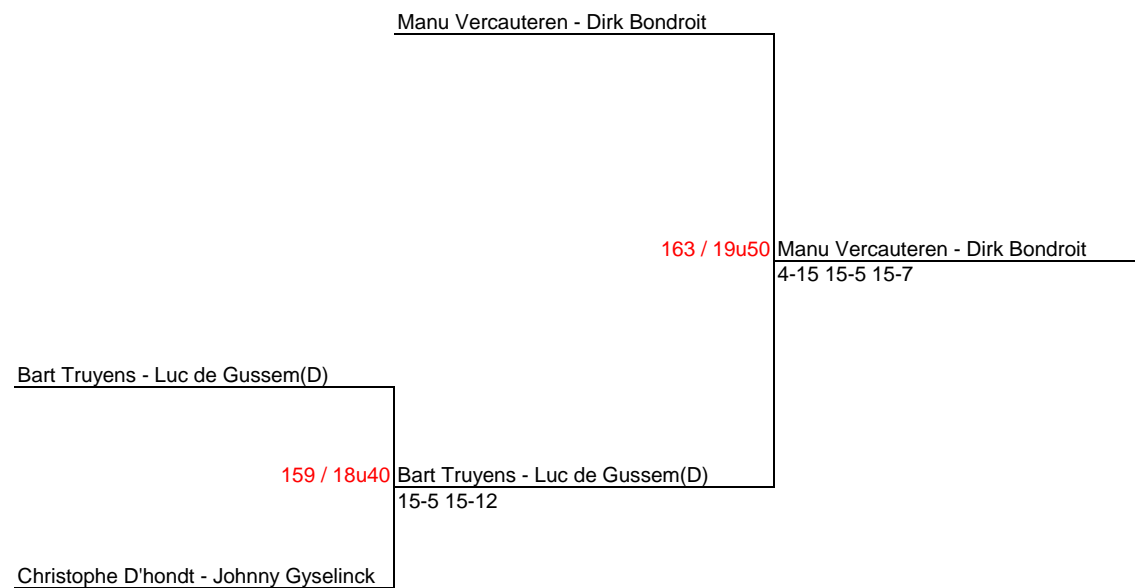 Manu Vercauteren - Dirk Bondroit
163 / 19u50 Manu Vercauteren - Dirk Bondroit
4-15 15-5 15-7
Bart Truyens - Luc de Gussem(D)
159 / 18u40 Bart Truyens - Luc de Gussem(D)
15-5 15-12
Christophe D'hondt - Johnny Gyselinck